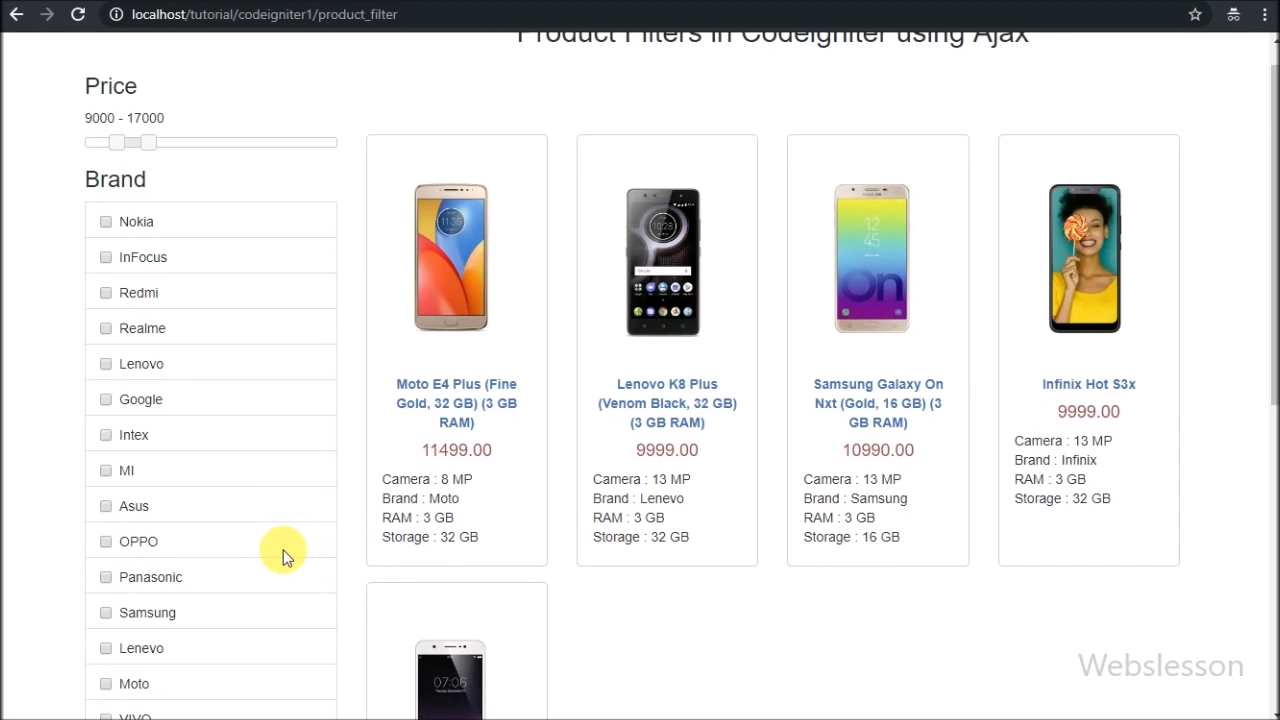 localhost/tutorial/codeigniter1/product_filter
Product Filters in Codeigniter using Ajax
Price
9000 - 17000
Brand
Nokia
InFocus
Redmi
Realme
Lenovo
Google
Intex
MI
Asus
OPPO
Panasonic
Samsung
Lenevo
Moto
VIVO
Moto E4 Plus (Fine
Gold, 32 GB) (3 GB
RAM)
11499.00
Camera : 8 MP
Brand : Moto
RAM : 3 GB
Storage : 32 GB
Lenovo K8 Plus
(Venom Black, 32 GB)
(3 GB RAM)
9999.00
Camera : 13 MP
Brand : Lenevo
RAM : 3 GB
Storage : 32 GB
12
45
On
Samsung Galaxy On
Nxt (Gold, 16 GB) (3
GB RAM)
10990.00
Camera : 13 MP
Brand : Samsung
RAM : 3 GB
Storage : 16 GB
Infinix Hot S3x
9999.00
Camera : 13 MP
Brand : Infinix
RAM : 3 GB
Storage : 32 GB
07:06
Webslesson